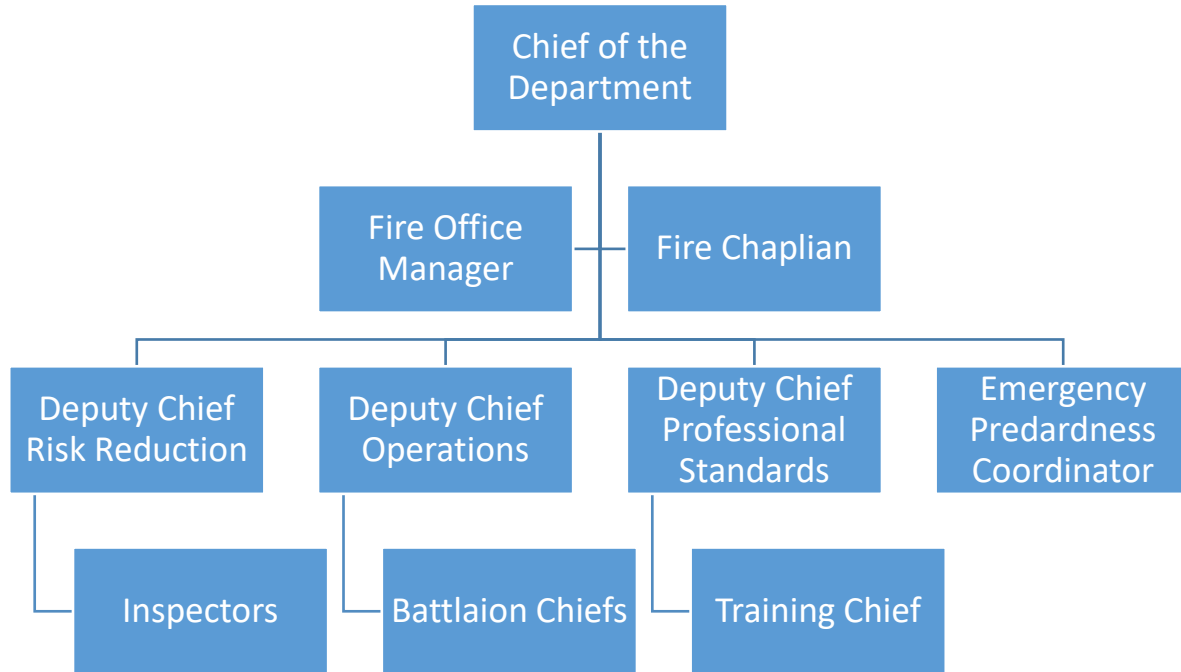 Chief of the
Department
Fire Office
Manager
Fire Chaplian
Deputy Chief
Risk Reduction
Deputy Chief
Operations
Deputy Chief
Professional
Standards
Emergency
Predardness
Coordinator
Inspectors
Battlaion Chiefs
Training Chief